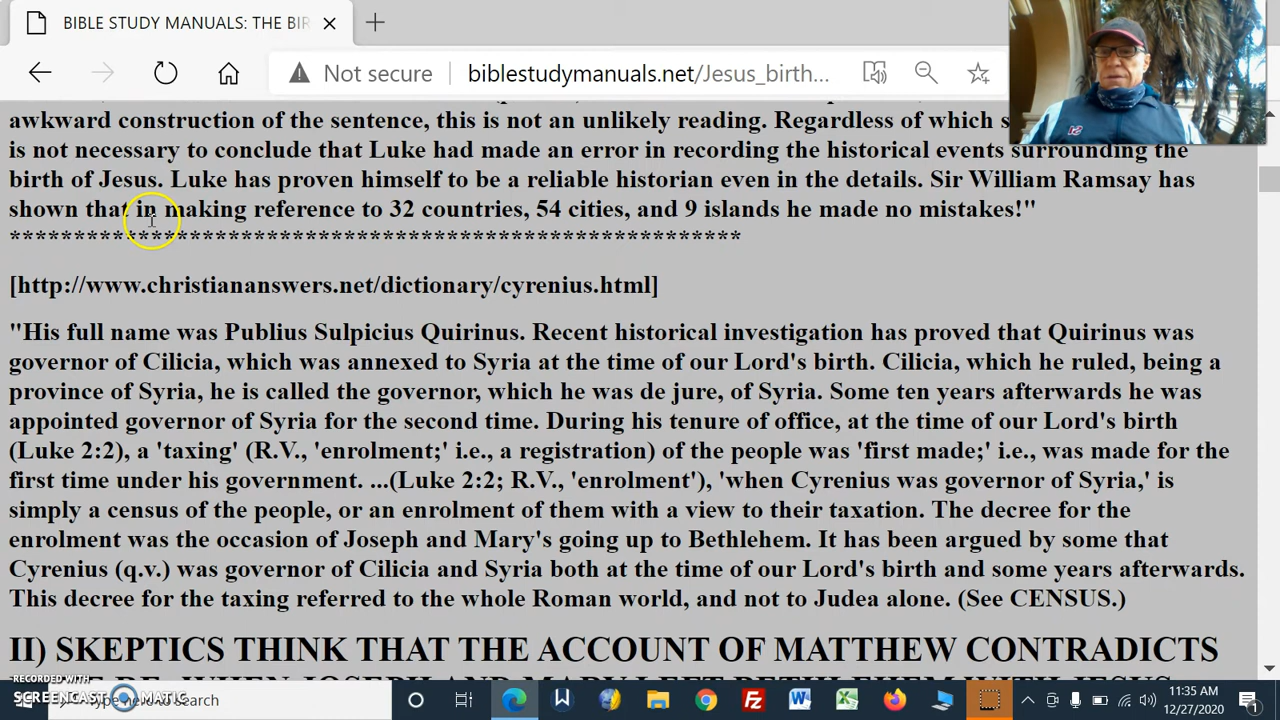 BIBLE STUDY MANUALS: THE BIR
Not secure biblestudymanuals.net/Jesus_birth...
awkward construction of the sentence, this is not an unlikely reading. Regardless of which
is not necessary to conclude that Luke had made an error in recording the historical events surrounding the
birth of Jesus. Luke has proven himself to be a reliable historian even in the details. Sir William Ramsay has
shown that in making reference to 32 countries, 54 cities, and 9 islands he made no mistakes!"
*********************************************************
[http://www.christiananswers.net/dictionary/cyrenius.html]
"His full name was Publius Sulpicius Quirinus. Recent historical investigation has proved that Quirinus was
governor of Cilicia, which was annexed to Syria at the time of our Lord's birth. Cilicia, which he ruled, being a
province of Syria, he is called the governor, which he was de jure, of Syria. Some ten years afterwards he was
appointed governor of Syria for the second time. During his tenure of office, at the time of our Lord's birth
(Luke 2:2), a 'taxing' (R.V., 'enrolment;' i.e., a registration) of the people was 'first made;' i.e., was made for the
first time under his government. ...(Luke 2:2; R.V., 'enrolment'), 'when Cyrenius was governor of Syria,' is
simply a census of the people, or an enrolment of them with a view to their taxation. The decree for the
enrolment was the occasion of Joseph and Mary's going up to Bethlehem. It has been argued by some that
Cyrenius (q.v.) was governor of Cilicia and Syria both at the time of our Lord's birth and some years afterwards.
This decree for the taxing referred to the whole Roman world, and not to Judea alone. (See CENSUS.)
II) SKEPTICS THINK THAT THE ACCOUNT OF MATTHEW CONTRADICTS
RECORDED WITH
SCREENCAST MATIC
Type here to search
11:35 AM
12/27/2020
12